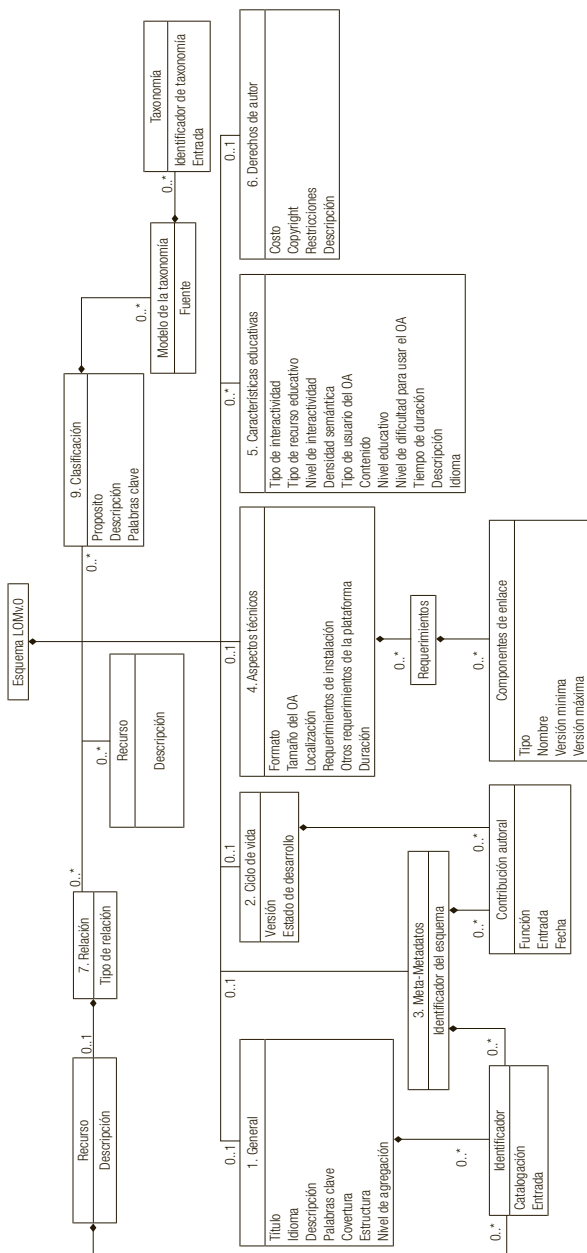 Esquema LOMv.0
Recurso
Descripción
0..1
7. Relación
Tipo de relación
0..*
0..*
Recurso
Descripción
0..*
9. Clasificación
Proposito
Descripción
Palabras clave
0..*
Modelo de la taxonomía
Fuente
0..*
Taxonomía
Identificador de taxonomía
Entrada
0..1
1. General
Título
Idioma
Descripción
Palabras clave
Covertura
Estructura
Nivel de agregación
0..1
3. Meta-Metadatos
Identificador del esquema
0..1
2. Ciclo de vida
Versión
Estado de desarrollo
0..1
4. Aspectos técnicos
Formato
Tamaño del OA
Localización
Requerimientos de instalación
Otros requerimientos de la plataforma
Duración
0..*
5. Características educativas
Tipo de interactividad
Tipo de recurso educativo
Nivel de interactividad
Densidad semántica
Tipo de usuario del OA
Contenido
Nivel educativo
Nivel de dificultad para usar el OA
Tiempo de duración
Descripción
Idioma
0..1
6. Derechos de autor
Costo
Copyright
Restricciones
Descripción
0..*
0..*
0..*
Identificador
Catalogación
Entrada
0..*
0..*
Contribución autoral
Función
Entrada
Fecha
0..*
Requerimientos
0..*
Componentes de enlace
Tipo
Nombre
Versión minima
Versión máxima